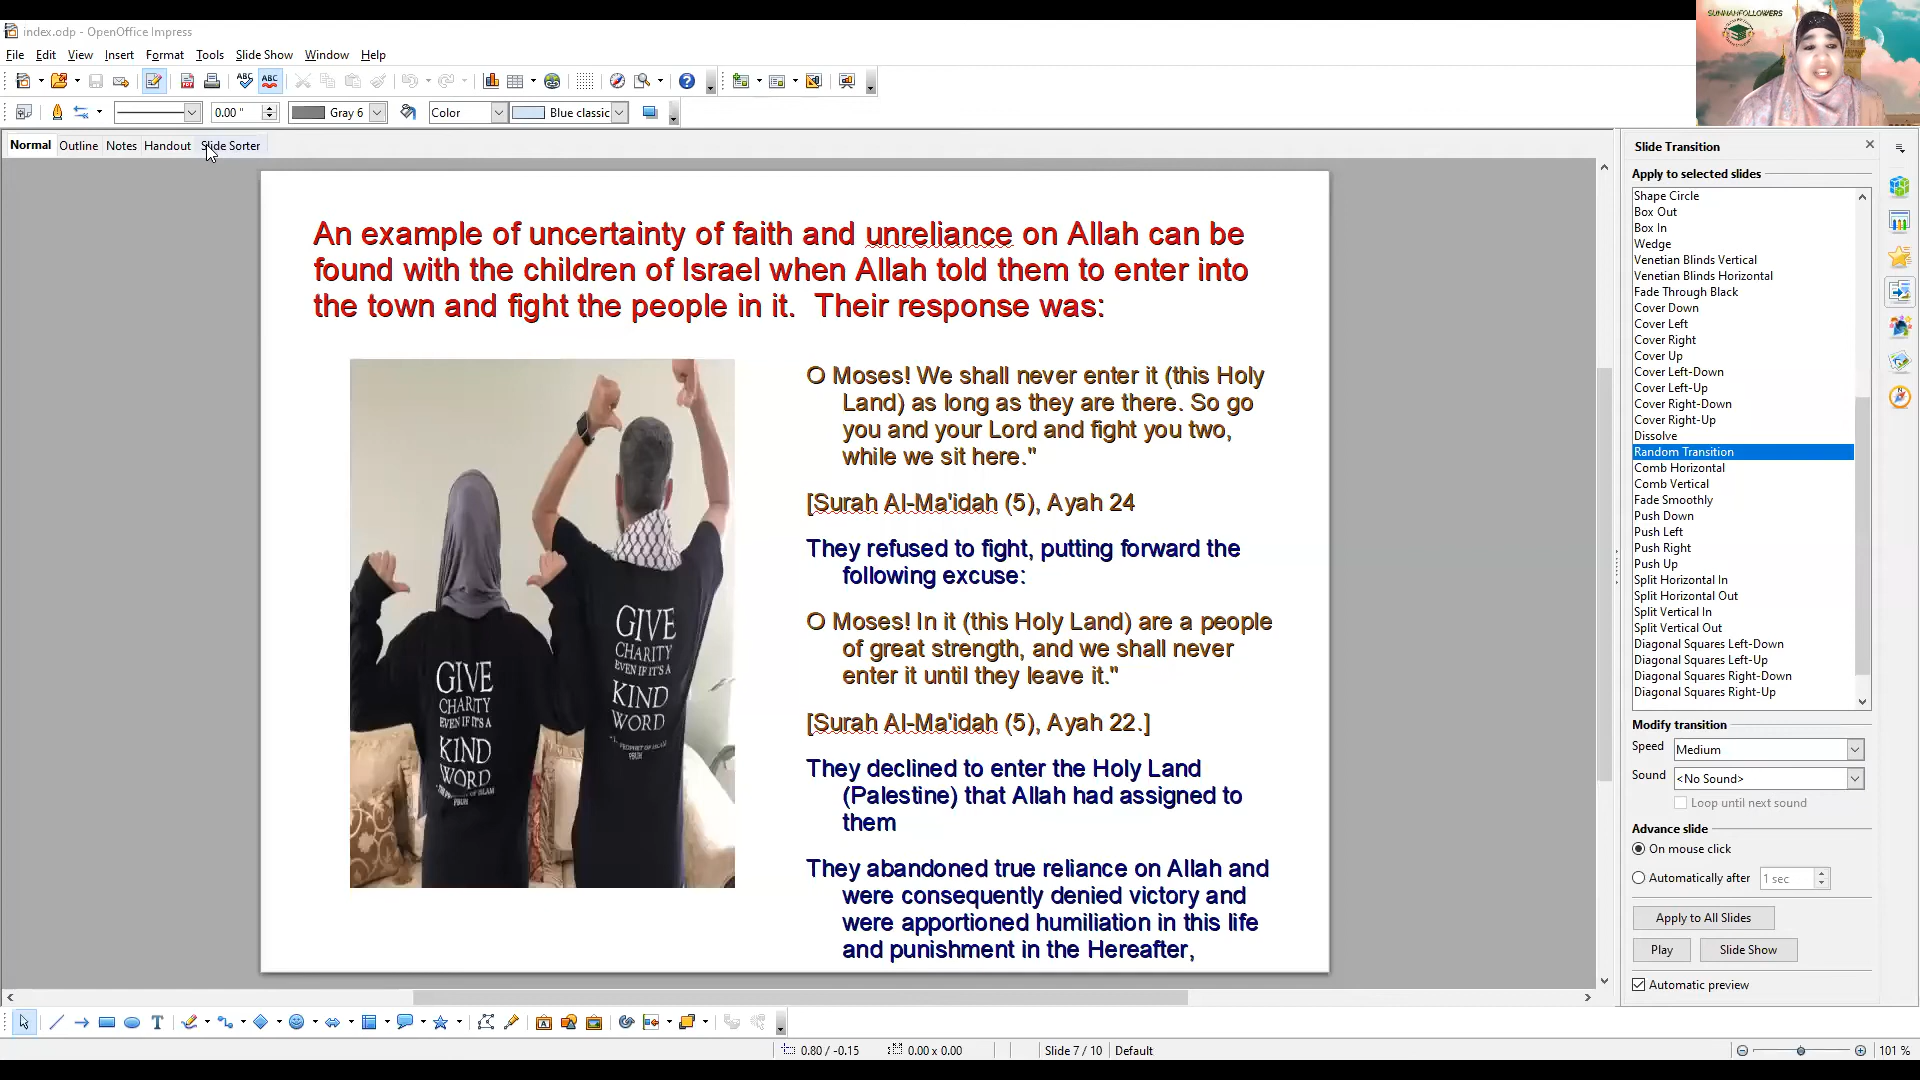 SUNNAHFOLLOWERS
index.odp - OpenOffice Impress
File Edit View Insert Format Tools Slide Show Window Help
0.00 " Gray 6 Color Blue classic
Normal Outline Notes Handout Slide Sorter
An example of uncertainty of faith and unreliance on Allah can be
found with the children of Israel when Allah told them to enter into
the town and fight the people in it. Their response was:
O Moses! We shall never enter it (this Holy
Land) as long as they are there. So go
you and your Lord and fight you two,
while we sit here."
[Surah Al-Ma'idah (5), Ayah 24
They refused to fight, putting forward the
following excuse:
O Moses! In it (this Holy Land) are a people
of great strength, and we shall never
enter it until they leave it."
[Surah Al-Ma'idah (5), Ayah 22.]
They declined to enter the Holy Land
(Palestine) that Allah had assigned to
them
They abandoned true reliance on Allah and
were consequently denied victory and
were apportioned humiliation in this life
and punishment in the Hereafter,
GIVE
CHARITY
EVEN IF IT'S A
KIND
WORD
PROPHET OF ISLAM
PBUH
GIVE
CHARITY
EVEN IF IT'S A
KIND
WORD
OF ISLAM
PBUH
Slide Transition
Apply to selected slides
Shape Circle
Box Out
Box In
Wedge
Venetian Blinds Vertical
Venetian Blinds Horizontal
Fade Through Black
Cover Down
Cover Left
Cover Right
Cover Up
Cover Left-Down
Cover Left-Up
Cover Right-Down
Cover Right-Up
Dissolve
Random Transition
Comb Horizontal
Comb Vertical
Fade Smoothly
Push Down
Push Left
Push Right
Push Up
Split Horizontal In
Split Horizontal Out
Split Vertical In
Split Vertical Out
Diagonal Squares Left-Down
Diagonal Squares Left-Up
Diagonal Squares Right-Down
Diagonal Squares Right-Up
Modify transition
Speed Medium
Sound <No Sound>
Loop until next sound
Advance slide
On mouse click
Automatically after 1 sec
Apply to All Slides
Play Slide Show
Automatic preview
0.80 / -0.15 0.00 x 0.00 Slide 7 / 10 Default 101 %